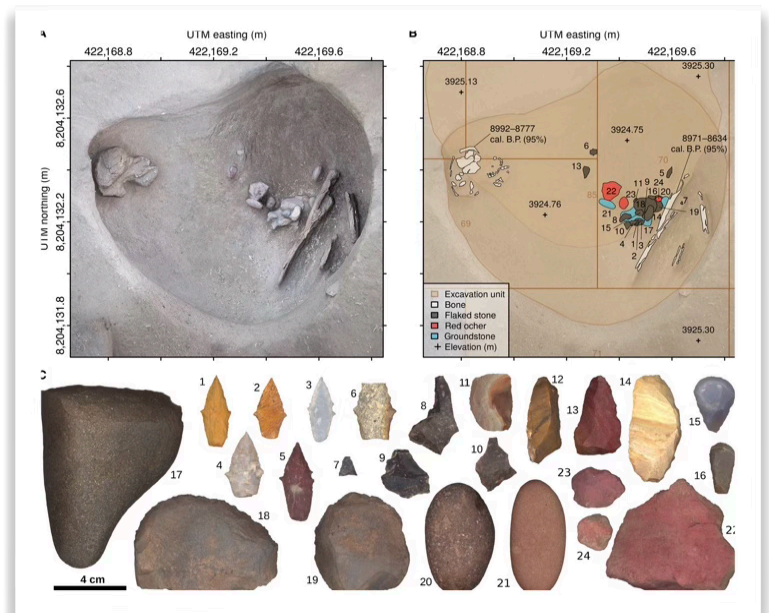 A
UTM easting (m)
422,168.8 422,169.2 422,169.6
UTM northing (m)
8,204,132.6
8,204,132.2
8,204,131.8
B
UTM easting (m)
422,168.8 422,169.2 422,169.6
3925.13
3925.30
8992–8777
cal. B.P. (95%)
3924.75
8971–8634
cal. B.P. (95%)
6
13
70
11 9 24
22 23 16 20
65
18
7
21
8
14
19
15 10
17
4 1 3
2
5
3924.76
69
Excavation unit
Bone
Flaked stone
Red ocher
Groundstone
+ Elevation (m)
3925.30
71
C
1
2
3
6
8
11
12
13
14
15
4
5
7
9
10
17
16
23
18
19
20
21
24
22
4 cm